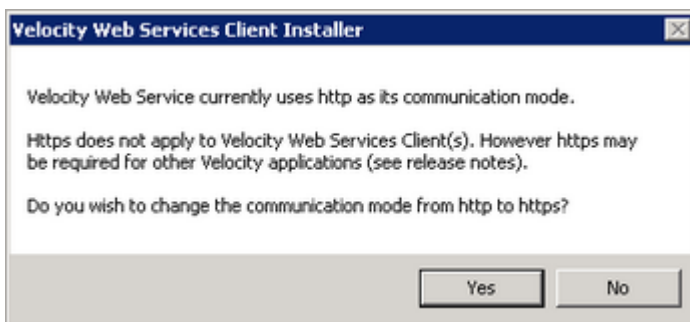 Velocity Web Services Client Installer
Velocity Web Service currently uses http as its communication mode.
Https does not apply to Velocity Web Services Client(s). However https may
be required for other Velocity applications (see release notes).
Do you wish to change the communication mode from http to https?
Yes No